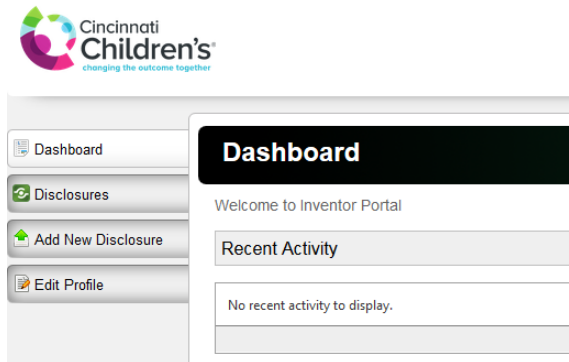 Cincinnati
Children's
changing the outcome together
Dashboard
Disclosures
Add New Disclosure
Edit Profile
Dashboard
Welcome to Inventor Portal
Recent Activity
No recent activity to display.